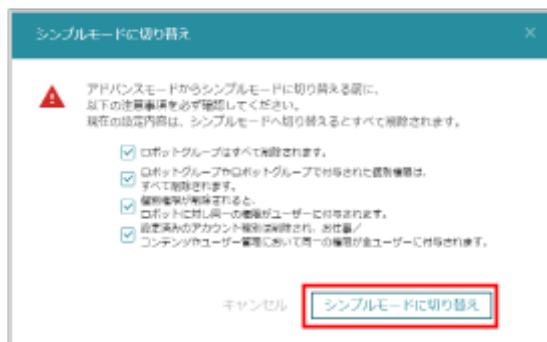 シンプルモードに切り替え
アドバンスモードからシンプルモードに切り替える前に、
以下の注意事項を必ず確認してください。
現在の設定内容は、シンプルモードへ切り替えるとすべて削除されます。
ロボットグループはすべて削除されます。
ロボットグループやロボットグループで付与された個別権限は、
すべて削除されます。
個別権限が削除されると、
ロボットに対し同一の権限がユーザーに付与されます。
設定済みのアカウント種別は削除され、お仕事/
コンテンツやユーザー管理において同一の権限が全ユーザーに付与されます。
キャンセル
シンプルモードに切り替え